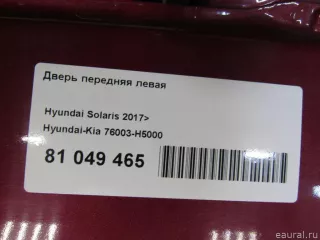 Дверь передняя левая
Hyundai Solaris 2017>
Hyundai-Kia 76003-H5000
81 049 465
eaural.ru